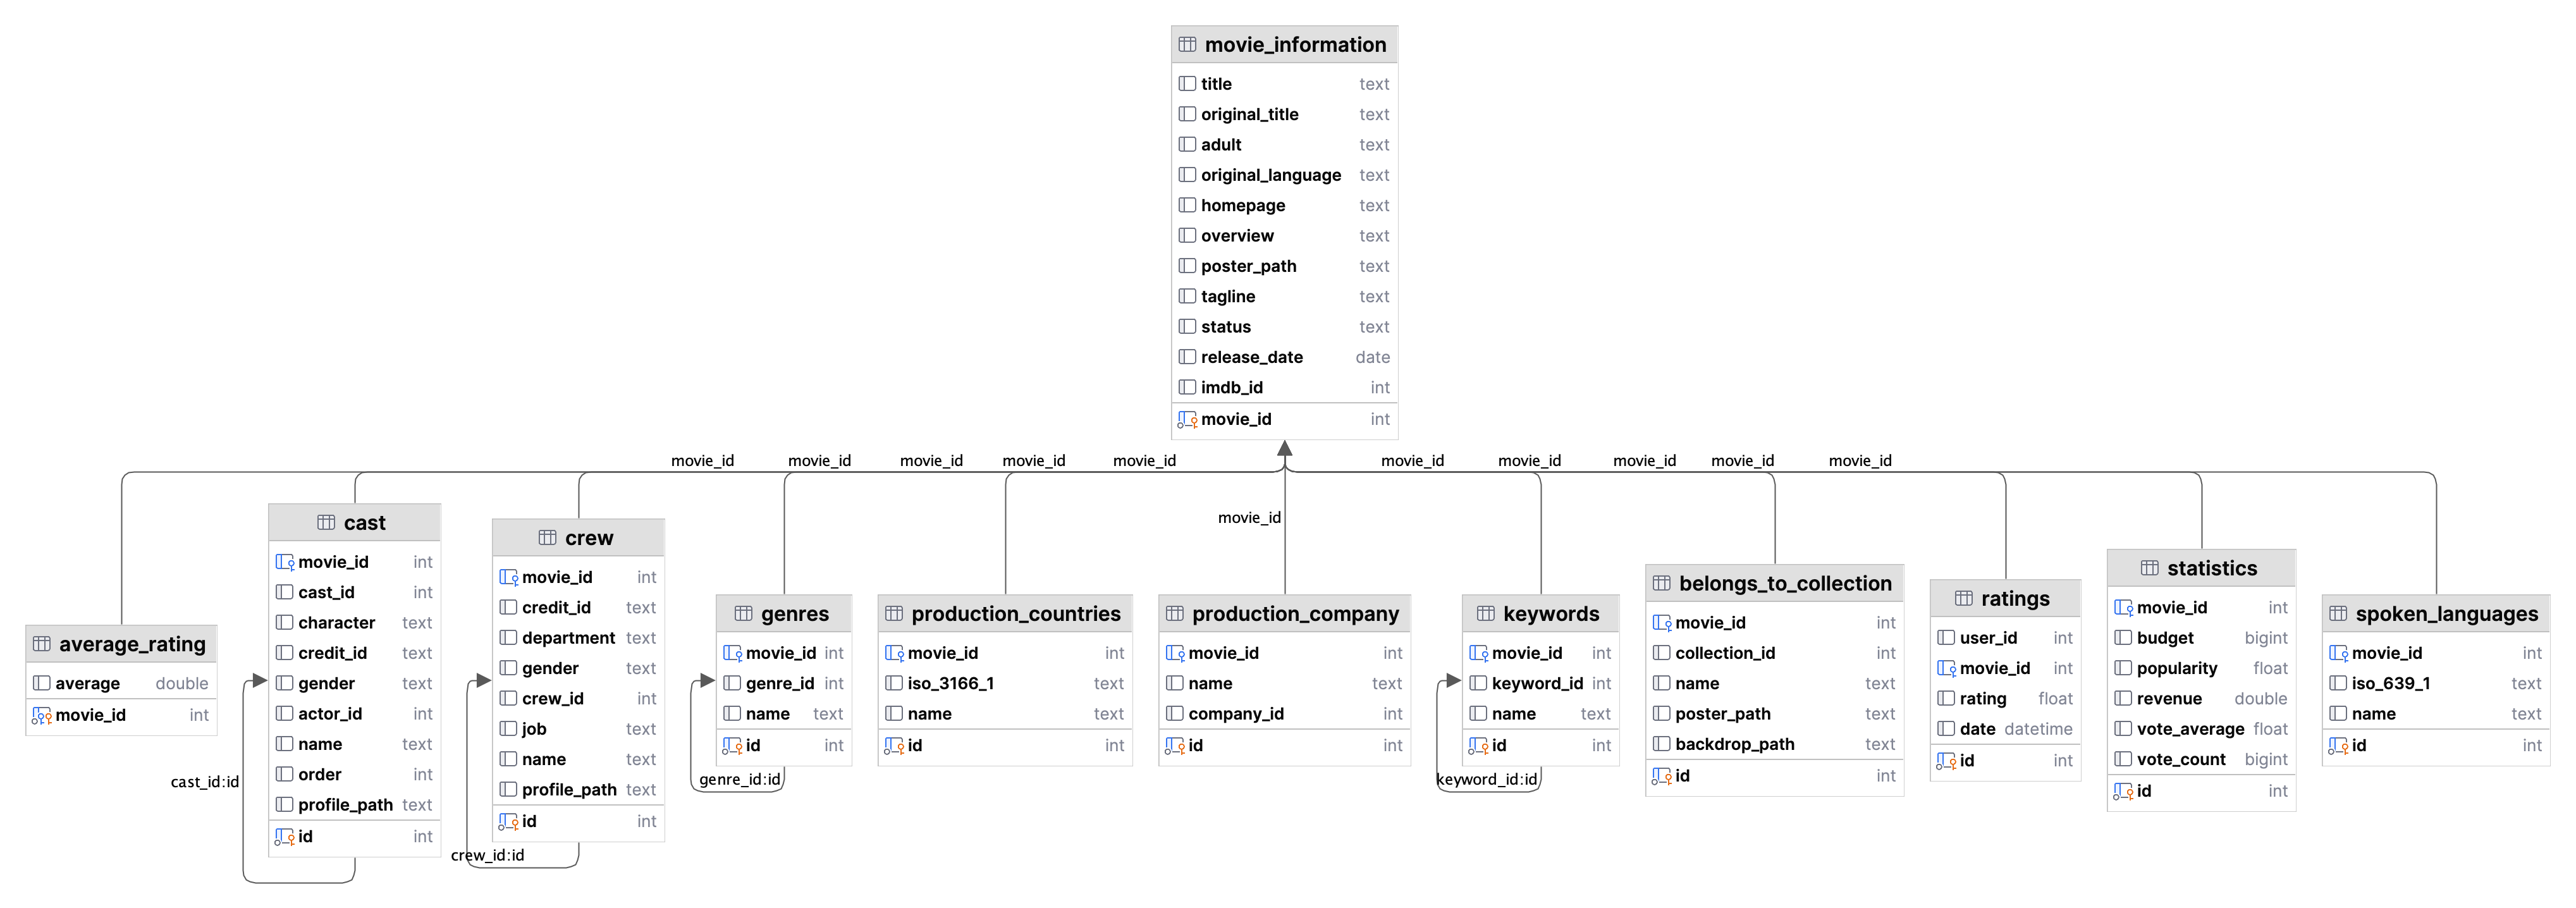 movie_information
title text
original_title text
adult text
original_language text
homepage text
overview text
poster_path text
tagline text
status text
release_date date
imdb_id int
movie_id int
movie_id movie_id movie_id movie_id movie_id movie_id movie_id movie_id movie_id movie_id
movie_id
average_rating
average double
movie_id int
cast
movie_id int
cast_id int
character text
credit_id text
gender text
actor_id int
name text
order int
profile_path text
id int
cast_id:id
crew
movie_id int
credit_id text
department text
gender text
crew_id int
job text
name text
profile_path text
id int
crew_id:id
genres
movie_id int
genre_id int
name text
id int
genre_id:id
production_countries
movie_id int
iso_3166_1 text
name text
id int
production_company
movie_id int
name text
company_id int
id int
keywords
movie_id int
keyword_id int
name text
id int
keyword_id:id
belongs_to_collection
movie_id int
collection_id int
name text
poster_path text
backdrop_path text
id int
ratings
user_id int
movie_id int
rating float
date datetime
id int
statistics
movie_id int
budget bigint
popularity float
revenue double
vote_average float
vote_count bigint
id int
spoken_languages
movie_id int
iso_639_1 text
name text
id int